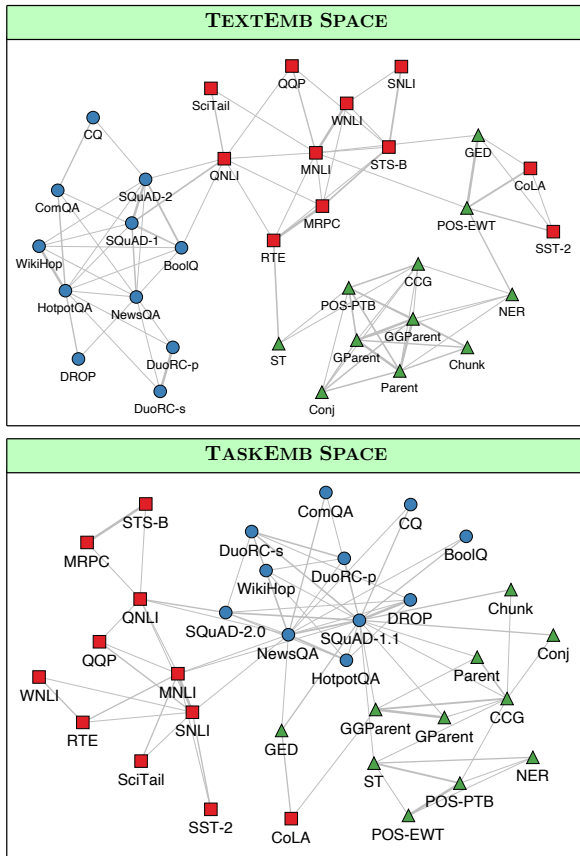 TEXTEMB SPACE
QQP
SNLI
SciTail
WNLI
CQ
GED
STS-B
QNLI
MNLI
CoLA
SQuAD-2
ComQA
MRPC
POS-EWT
SQuAD-1
SST-2
RTE
BoolQ
WikiHop
CCG
HotpotQA
NewsQA
POS-PTB
NER
GGParent
DuoRC-p
ST
GParent
Chunk
DROP
Parent
DuoRC-s
Conj
TASKEMB SPACE
ComQA
STS-B
CQ
DuoRC-s
MRPC
BoolQ
DuoRC-p
WikiHop
Chunk
QNLI
DROP
SQuAD-2.0
SQuAD-1.1
NewsQA
Conj
QQP
Parent
HotpotQA
MNLI
WNLI
CCG
GGParent
GParent
RTE
SNLI
GED
ST
NER
SciTail
POS-PTB
SST-2
CoLA
POS-EWT